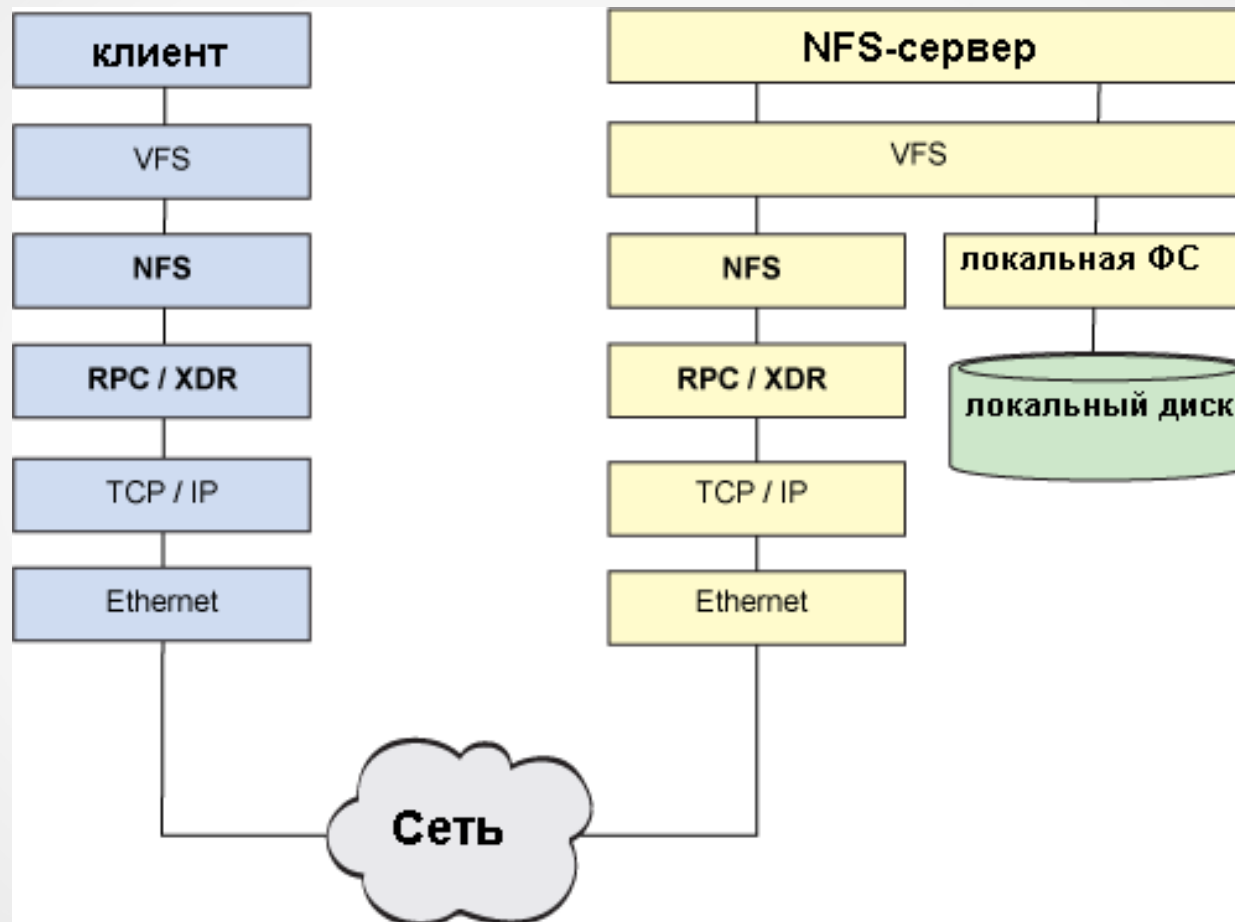 клиент
VFS
NFS
RPC / XDR
TCP / IP
Ethernet
NFS-сервер
VFS
NFS
RPC / XDR
TCP / IP
Ethernet
локальная ФС
локальный диск
Сеть